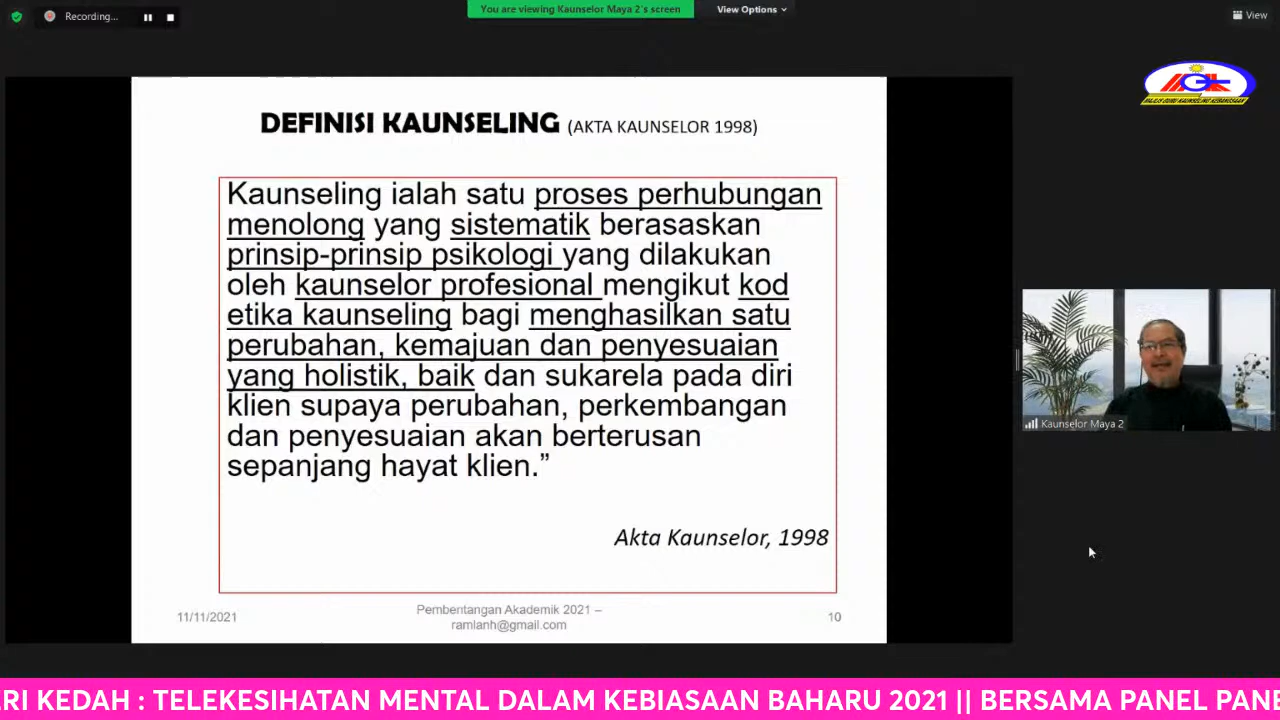 Recording...
You are viewing Kaunselor Maya 2's screen
View Options
View
DEFINISI KAUNSELING (AKTA KAUNSELOR 1998)
Kaunseling ialah satu proses perhubungan
menolong yang sistematik berasaskan
prinsip-prinsip psikologi yang dilakukan
oleh kaunselor profesional mengikut kod
etika kaunseling bagi menghasilkan satu
perubahan, kemajuan dan penyesuaian
yang holistik, baik dan sukarela pada diri
klien supaya perubahan, perkembangan
dan penyesuaian akan berterusan
sepanjang hayat klien.”
Akta Kaunselor, 1998
11/11/2021
Pembentangan Akademik 2021 –
ramlanh@gmail.com
10
Kaunselor Maya 2
ERI KEDAH : TELEKESIHATAN MENTAL DALAM KEBIASAAN BAHARU 2021 || BERSAMA PANEL PANE